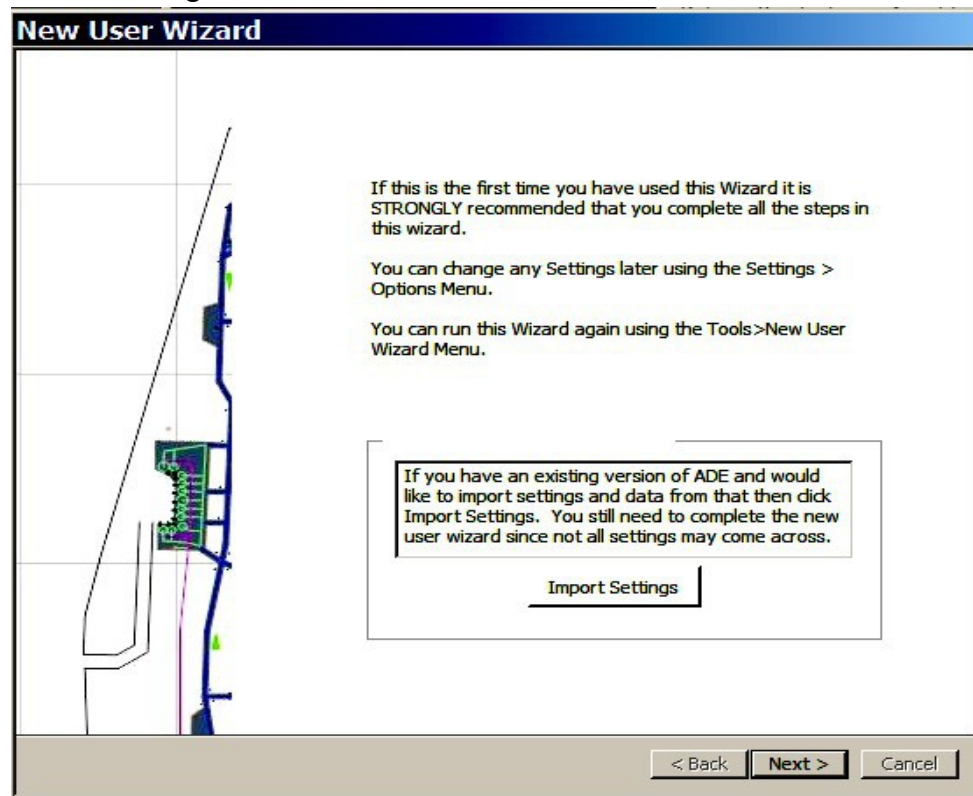 New User Wizard
If this is the first time you have used this Wizard it is
STRONGLY recommended that you complete all the steps in
this wizard.
You can change any Settings later using the Settings >
Options Menu.
You can run this Wizard again using the Tools>New User
Wizard Menu.
If you have an existing version of ADE and would
like to import settings and data from that then click
Import Settings. You still need to complete the new
user wizard since not all settings may come across.
Import Settings
< Back
Next >
Cancel